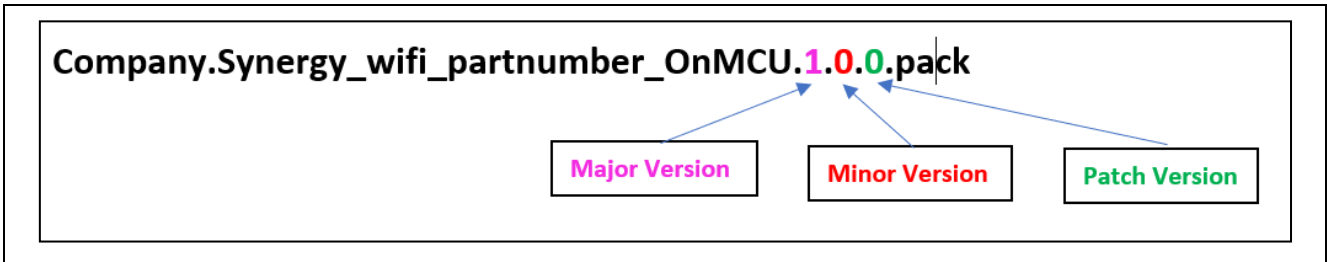 Company.Synergy_wifi_partnumber_OnMCU.1.0.0.pack
Major Version
Minor Version
Patch Version